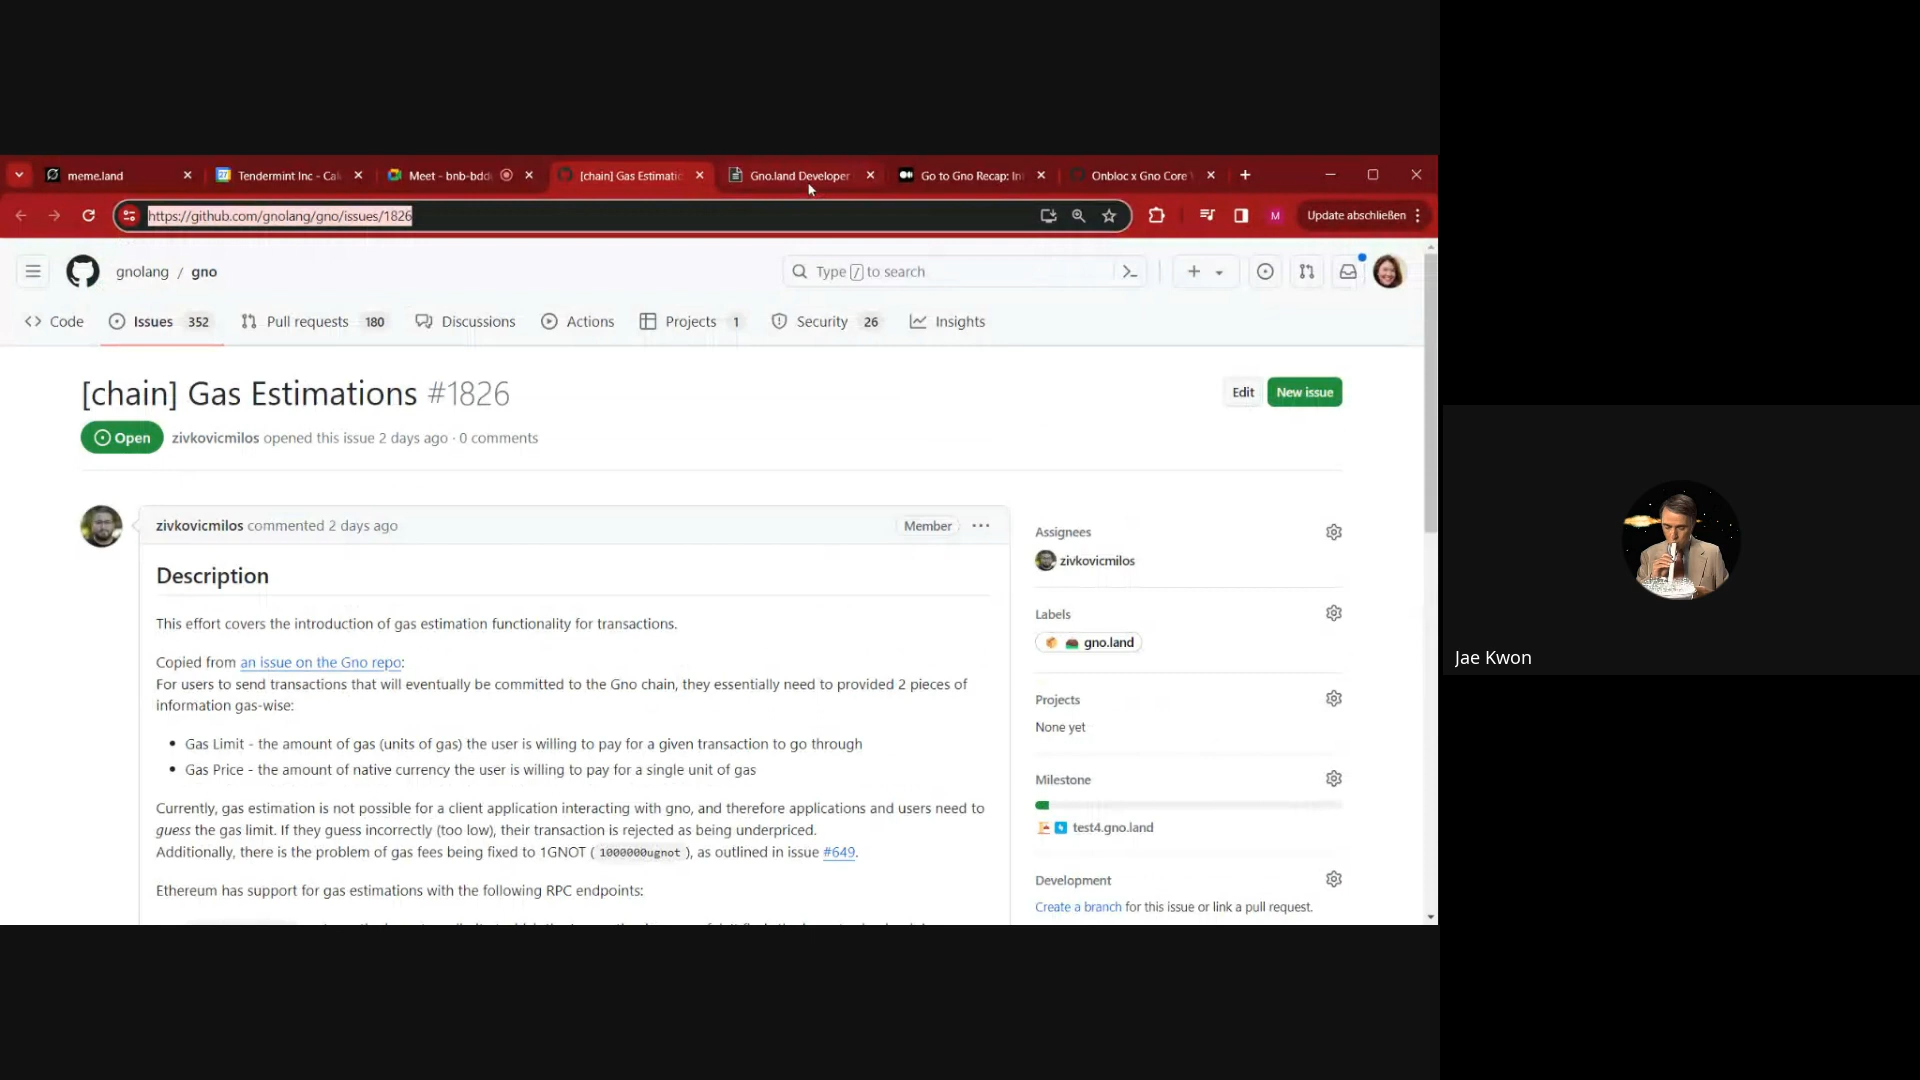 meme.land
Tendermint Inc - Cal
Meet - bnb-bdd
[chain] Gas Estimatic
Gno.land Developer
Go to Gno Recap: In
Onbloc x Gno Core
https://github.com/gnolang/gno/issues/1826
M
Update abschließen
gnolang / gno
Type / to search
Code
Issues 352
Pull requests 180
Discussions
Actions
Projects 1
Security 26
Insights
[chain] Gas Estimations #1826
Edit
New issue
Open
zivkovicmilos opened this issue 2 days ago · 0 comments
zivkovicmilos commented 2 days ago
Member
Description
This effort covers the introduction of gas estimation functionality for transactions.
Copied from an issue on the Gno repo:
For users to send transactions that will eventually be committed to the Gno chain, they essentially need to provided 2 pieces of
information gas-wise:
• Gas Limit - the amount of gas (units of gas) the user is willing to pay for a given transaction to go through
• Gas Price - the amount of native currency the user is willing to pay for a single unit of gas
Currently, gas estimation is not possible for a client application interacting with gno, and therefore applications and users need to
guess the gas limit. If they guess incorrectly (too low), their transaction is rejected as being underpriced.
Additionally, there is the problem of gas fees being fixed to 1GNOT ( 1000000ugnot ), as outlined in issue #649.
Ethereum has support for gas estimations with the following RPC endpoints:
Assignees
zivkovicmilos
Labels
gno.land
Projects
None yet
Milestone
test4.gno.land
Development
Create a branch for this issue or link a pull request.
Jae Kwon